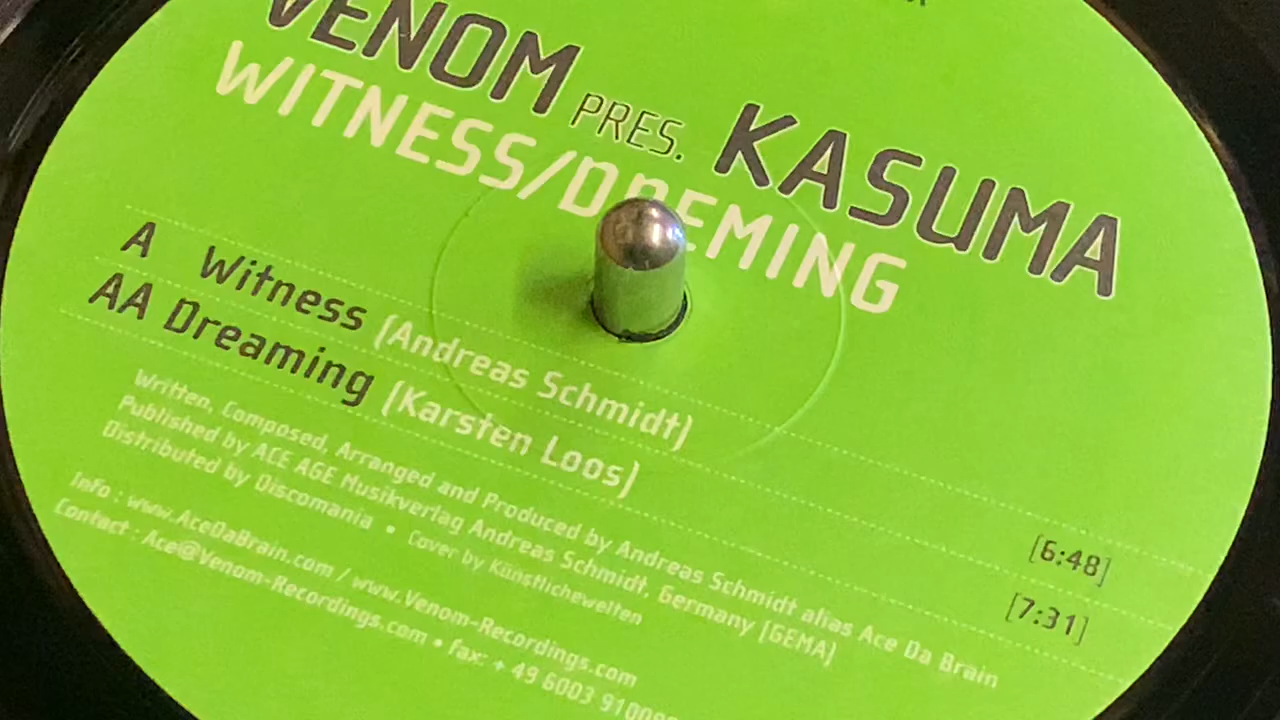 VENOM PRES. KASUMA
WITNESS/DREMING
A Witness (Andreas Schmidt) [6:48]
AA Dreaming (Karsten Loos) [7:31]
Written, Composed, Arranged and Produced by Andreas Schmidt alias Ace Da Brain
Published by ACE AGE Musikverlag Andreas Schmidt, Germany (GEMA)
Distributed by Discomania • Cover by Künstlichewelten
Info : www.AceDaBrain.com / www.Venom-Recordings.com
Contact : Ace@Venom-Recordings.com • fax: + 49 6003